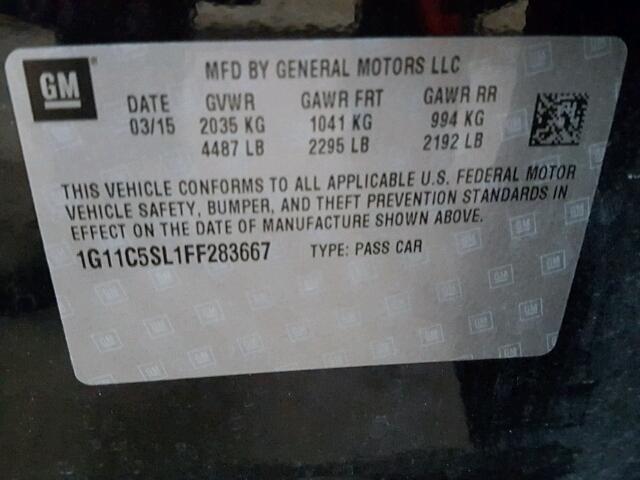 GM®
MFD BY GENERAL MOTORS LLC
DATE GVWR GAWR FRT GAWR RR
03/15 2035 KG 1041 KG 994 KG
4487 LB 2295 LB 2192 LB
THIS VEHICLE CONFORMS TO ALL APPLICABLE U.S. FEDERAL MOTOR
VEHICLE SAFETY, BUMPER, AND THEFT PREVENTION STANDARDS IN
EFFECT ON THE DATE OF MANUFACTURE SHOWN ABOVE.
1G11C5SL1FF283667 TYPE: PASS CAR